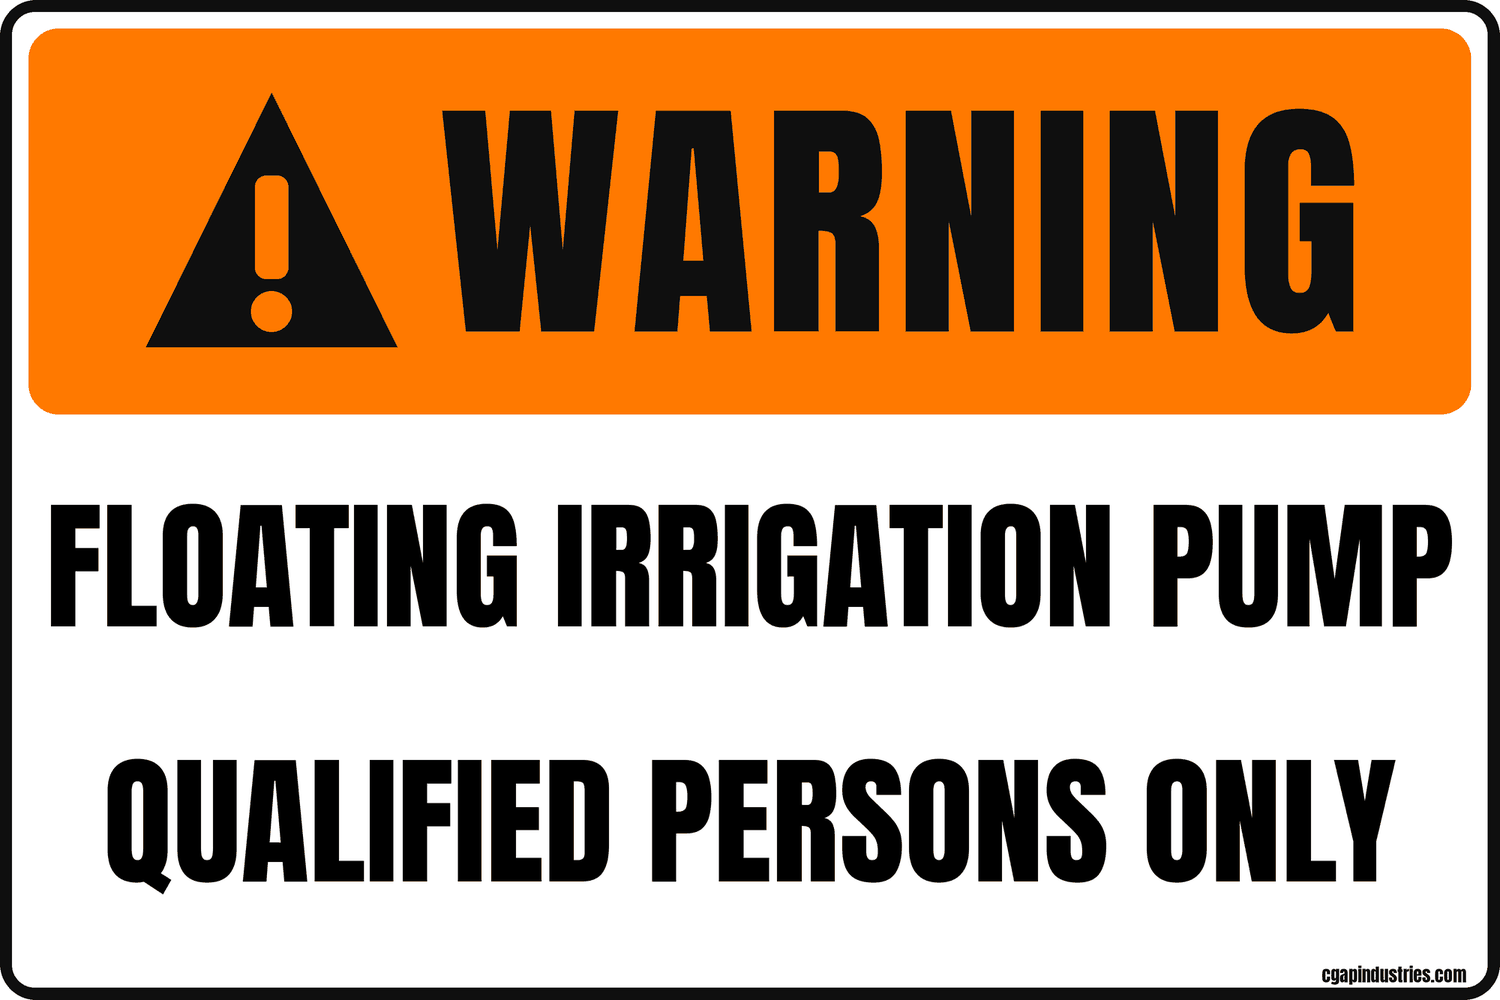 WARNING
FLOATING IRRIGATION PUMP
QUALIFIED PERSONS ONLY
cgapindustries.com